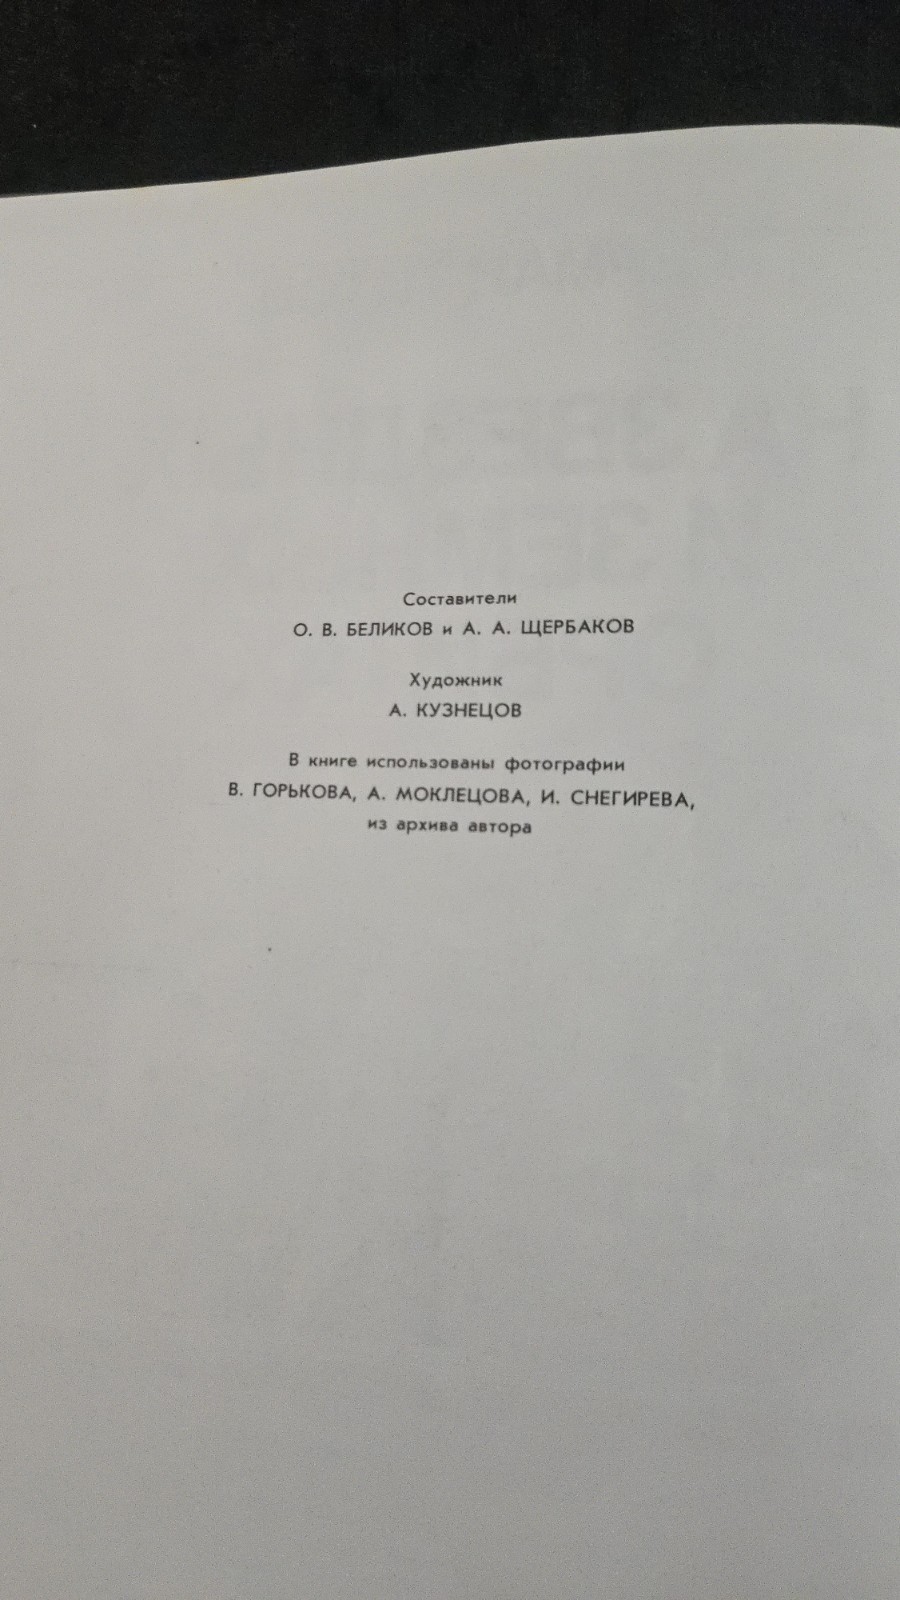 Составители
О. В. БЕЛИКОВ и А. А. ЩЕРБАКОВ
Художник
А. КУЗНЕЦОВ
В книге использованы фотографии
В. ГОРЬКОВА, А. МОКЛЕЦОВА, И. СНЕГИРЕВА,
из архива автора